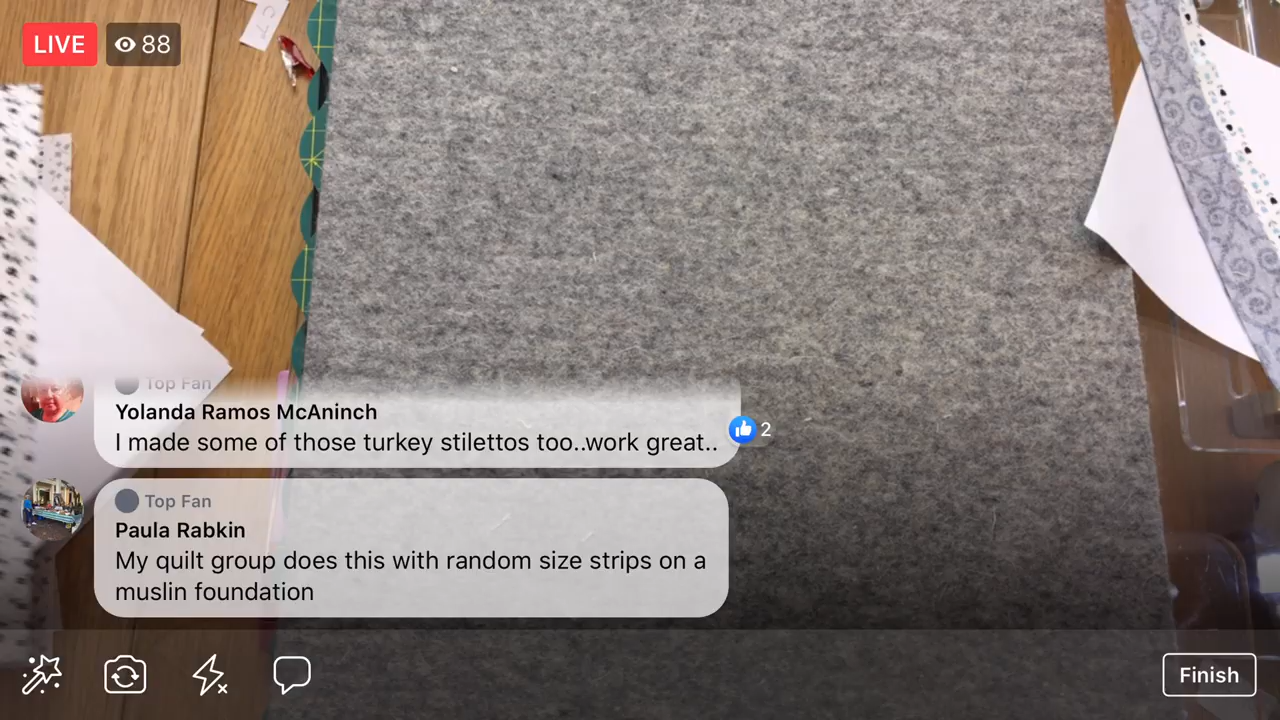 LIVE
88
Top Fan
Yolanda Ramos McAninch
I made some of those turkey stilettos too..work great..
2
Top Fan
Paula Rabkin
My quilt group does this with random size strips on a
muslin foundation
Finish